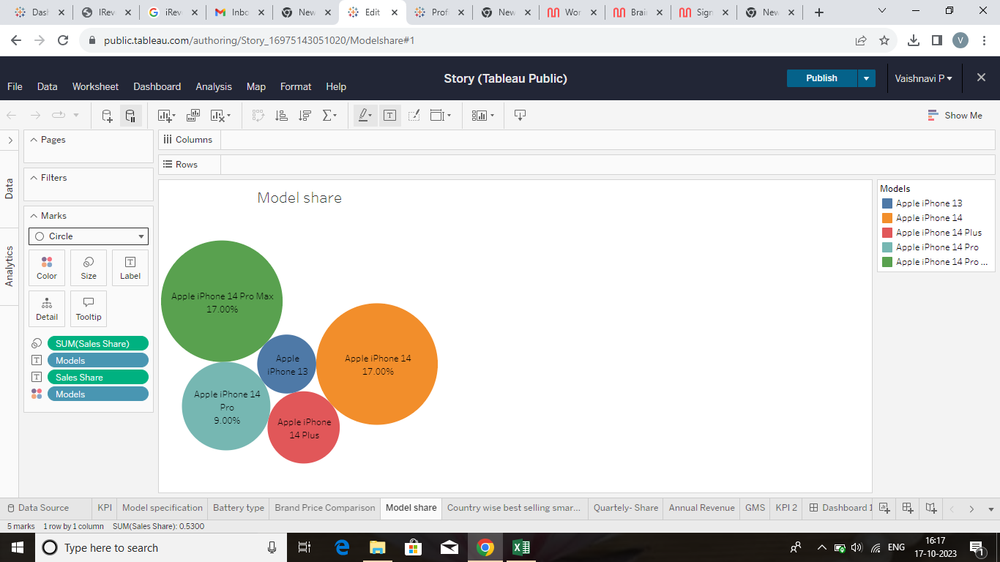 Das
IRev
iRev
Inbo
New
Edit
Prof
New
Wor
Brai
Sign
New
public.tableau.com/authoring/Story_16975143051020/Modelshare#1
V
Story (Tableau Public)
Publish
Vaishnavi P
File Data Worksheet Dashboard Analysis Map Format Help
Show Me
Pages
Columns
Rows
Filters
Data
Analytics
Marks
Circle
Color
Size
Label
Detail
Tooltip
SUM(Sales Share)
Models
Sales Share
Models
Model share
Apple iPhone 14 Pro Max
17.00%
Apple
iPhone 13
Apple iPhone 14
17.00%
Apple iPhone 14
Pro
9.00%
Apple iPhone
14 Plus
Models
Apple iPhone 13
Apple iPhone 14
Apple iPhone 14 Plus
Apple iPhone 14 Pro
Apple iPhone 14 Pro ...
Data Source
KPI
Model specification
Battery type
Brand Price Comparison
Model share
Country wise best selling smar...
Quartely- Share
Annual Revenue
GMS
KPI 2
Dashboard 1
5 marks 1 row by 1 column SUM(Sales Share): 0.5300
Type here to search
ENG
16:17
17-10-2023
1